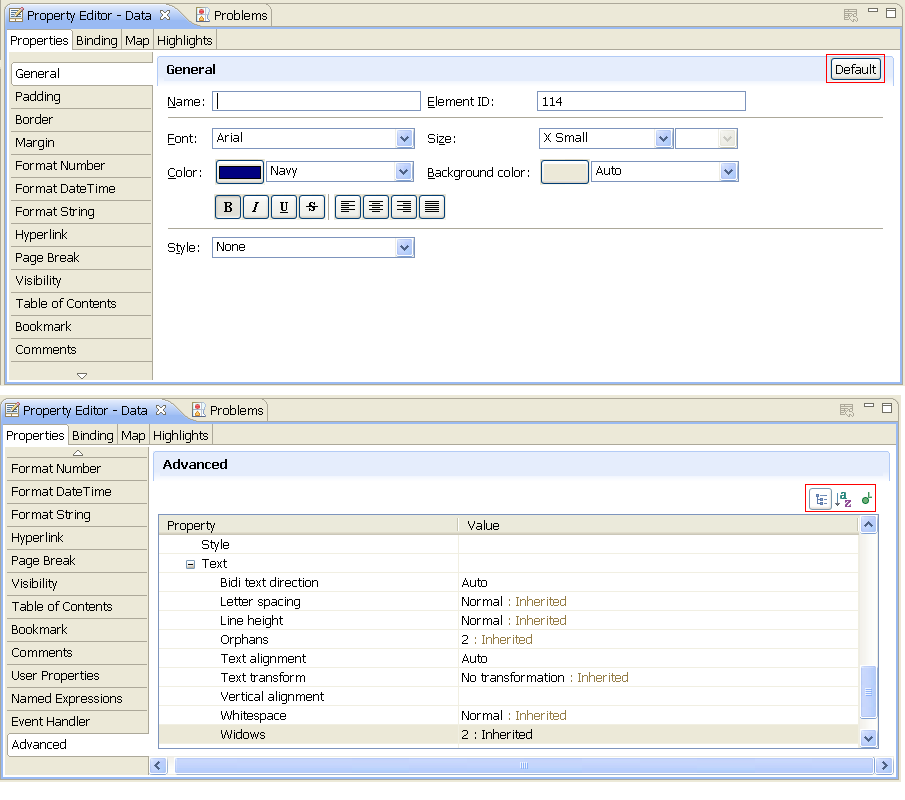 Property Editor - Data Problems
Properties Binding Map Highlights
General
Padding
Border
Margin
Format Number
Format DateTime
Format String
Hyperlink
Page Break
Visibility
Table of Contents
Bookmark
Comments
General Default
Name: Element ID: 114
Font: Arial Size: X Small
Color: Navy Background color: Auto
B I U S
Style: None
Property Editor - Data Problems
Properties Binding Map Highlights
Format Number
Format DateTime
Format String
Hyperlink
Page Break
Visibility
Table of Contents
Bookmark
Comments
User Properties
Named Expressions
Event Handler
Advanced
Advanced
a z
Property Value
Style
Text
Bidi text direction Auto
Letter spacing Normal : Inherited
Line height Normal : Inherited
Orphans 2 : Inherited
Text alignment Auto
Text transform No transformation : Inherited
Vertical alignment
Whitespace Normal : Inherited
Widows 2 : Inherited